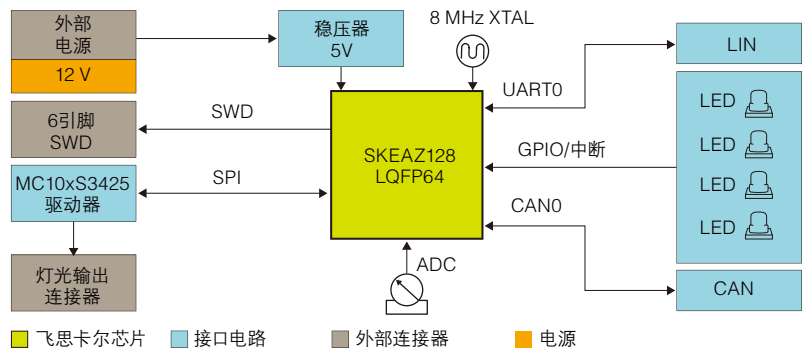 外部
电源
12 V
稳压器
5V
8 MHz XTAL
LIN
UART0
6引脚
SWD
SWD
SKEAZ128
LQFP64
GPIO/中断
LED
LED
LED
LED
MC10xS3425
驱动器
SPI
CAN0
灯光输出
连接器
ADC
CAN
飞思卡尔芯片
接口电路
外部连接器
电源